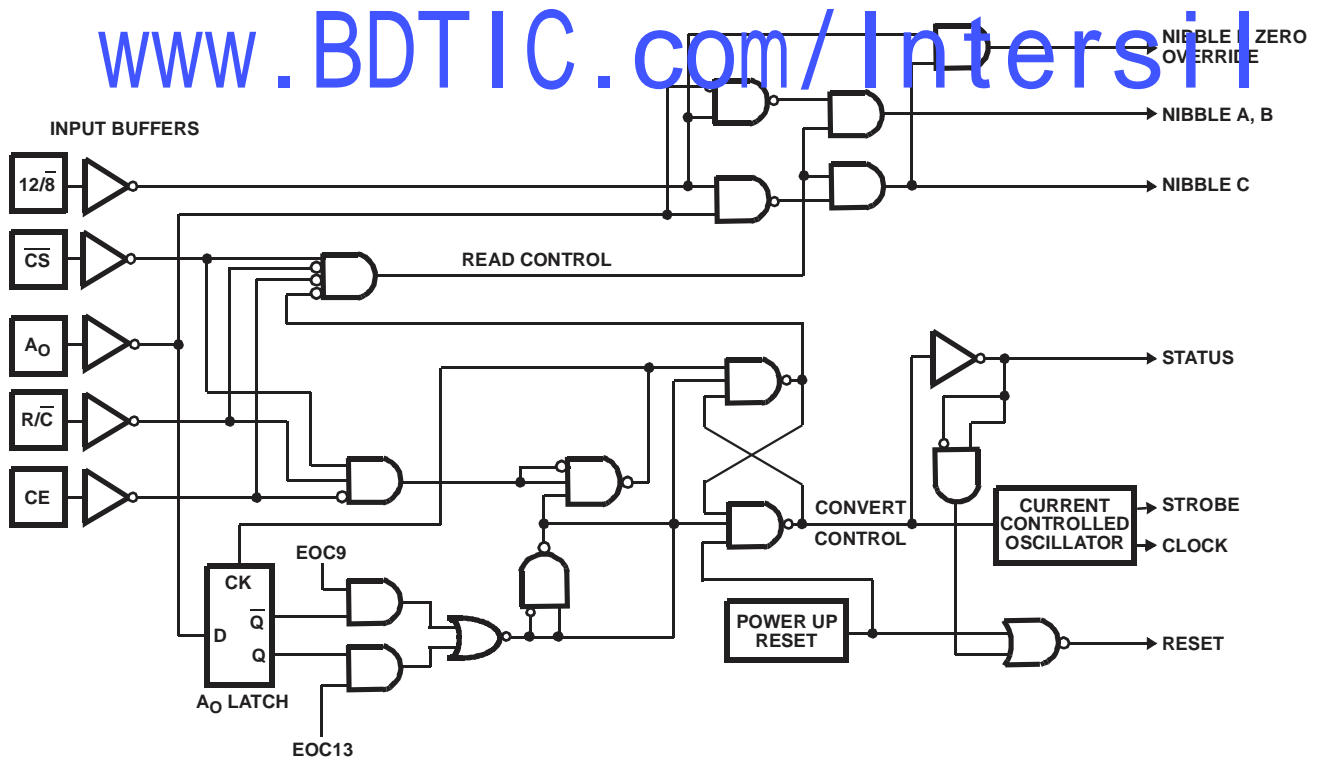 www.BDTIC.com/Intersil
NIBBLE B ZERO
OVERRIDE
NIBBLE A, B
INPUT BUFFERS
12/8̅
NIBBLE C
C̅S̅
READ CONTROL
AO
STATUS
R/C̅
CE
CONVERT
CONTROL
CURRENT
CONTROLLED
OSCILLATOR
STROBE
CLOCK
EOC9
CK
Q̅
D
Q
POWER UP
RESET
RESET
AO LATCH
EOC13